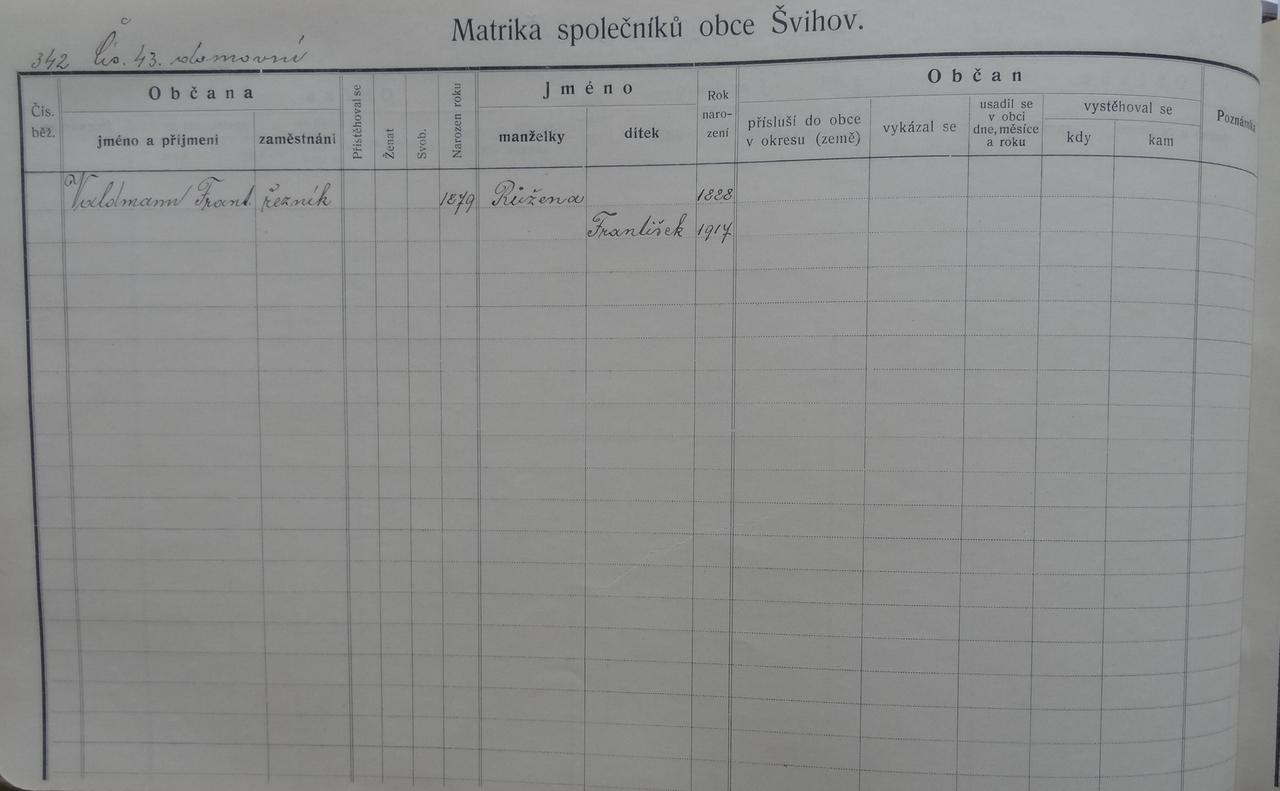 Matrika společníků obce Švihov.
342 Čís. 43. domovní
Čís. běž.
Občana
jméno a příjmení
zaměstnání
Přistěhoval se
Ženat
Svob.
Narozen roku
Jméno
manželky
dítek
Rok naro- zení
Občan
přísluší do obce v okresu (země)
vykázal se
usadil se v obci dne, měsíce a roku
vystěhoval se
kdy
kam
Poznámka
Valdmann Frant. řezník 1879 Růžena 1888
František 1917